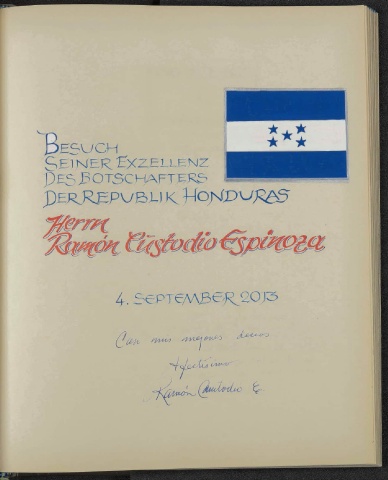 BESUCH
SEINER EXZELLENZ
DES BOTSCHAFTERS
DER REPUBLIK HONDURAS
Herrn
Ramón Custodio Espinoza
4. SEPTEMBER 2013
Con mis mejores deseos
Afectísimo
Ramón Custodio E